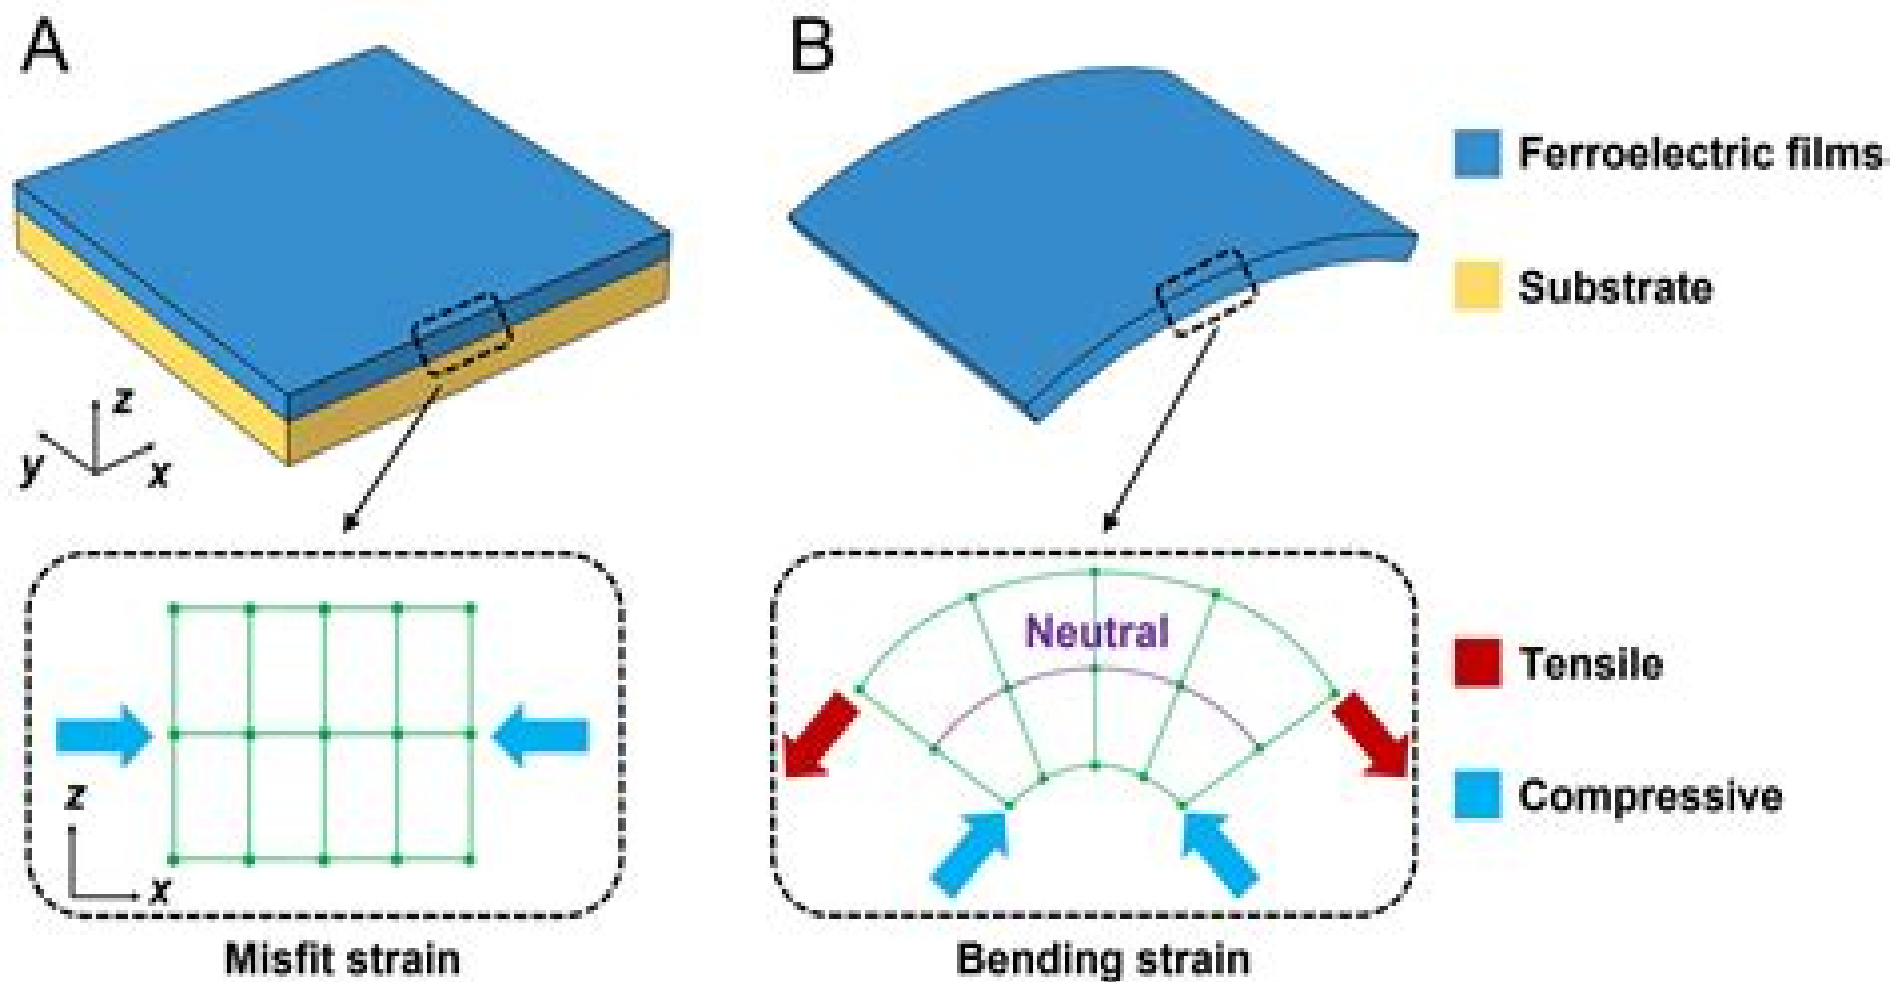 A
B
Ferroelectric films
Substrate
z
y
x
Neutral
Tensile
z
Compressive
x
Misfit strain
Bending strain